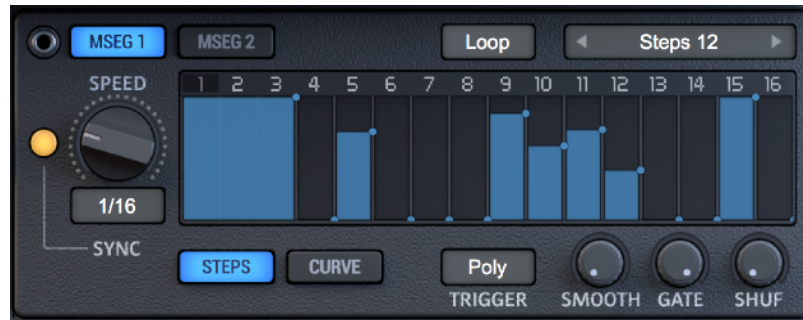 MSEG 1 MSEG 2 Loop Steps 12
SPEED 1 2 3 4 5 6 7 8 9 10 11 12 13 14 15 16
1/16
SYNC
STEPS CURVE Poly
TRIGGER SMOOTH GATE SHUF